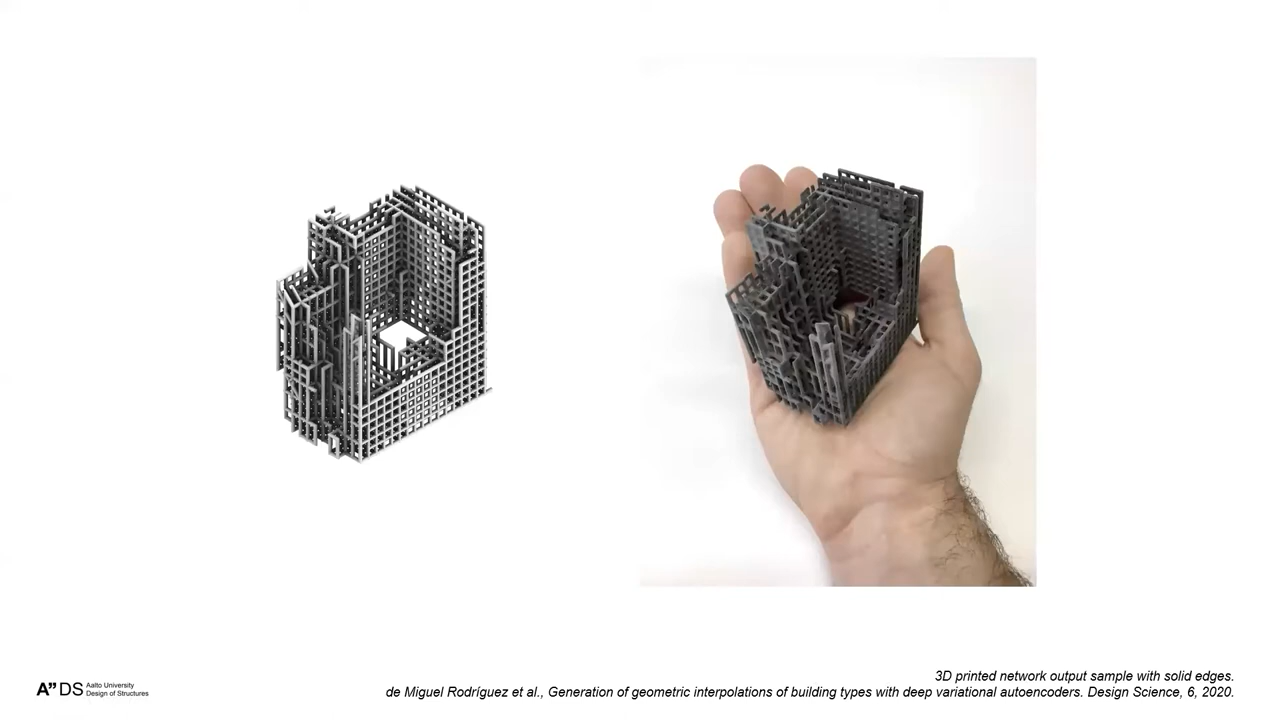 A” DS Aalto University
Design of Structures
3D printed network output sample with solid edges.
de Miguel Rodríguez et al., Generation of geometric interpolations of building types with deep variational autoencoders. Design Science, 6, 2020.